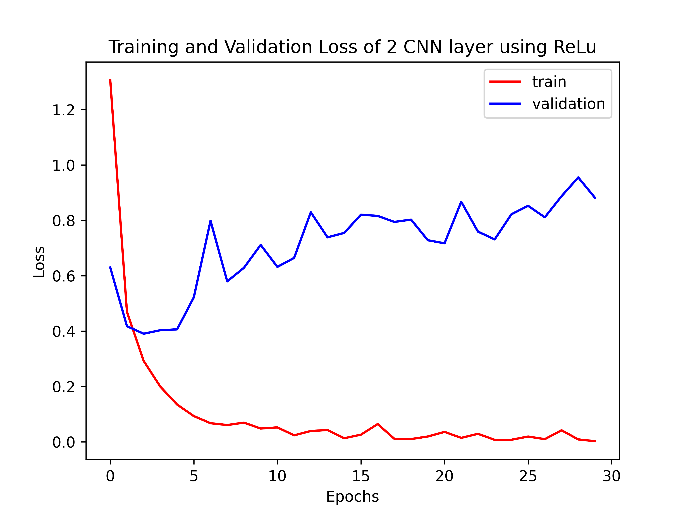 Training and Validation Loss of 2 CNN layer using ReLu
train
validation
1.2
1.0
0.8
0.6
0.4
0.2
0.0
Loss
0 5 10 15 20 25 30
Epochs